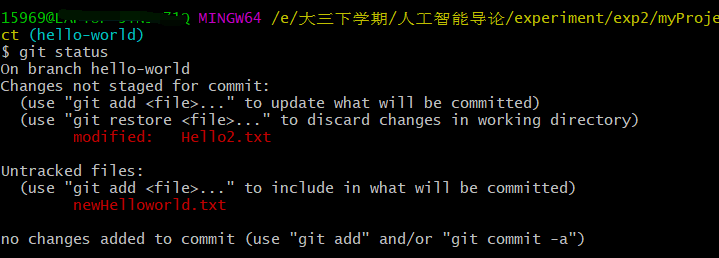 MINGW64 /e/大三下学期/人工智能导论/experiment/exp2/myProje
ct (hello-world)
$ git status
On branch hello-world
Changes not staged for commit:
  (use "git add <file>..." to update what will be committed)
  (use "git restore <file>..." to discard changes in working directory)
        modified:   Hello2.txt
Untracked files:
  (use "git add <file>..." to include in what will be committed)
        newHelloworld.txt
no changes added to commit (use "git add" and/or "git commit -a")